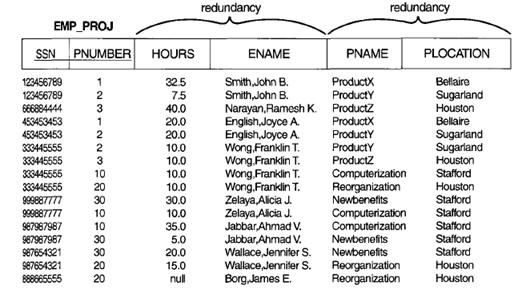 redundancy redundancy
EMP_PROJ
SSN PNUMBER HOURS ENAME PNAME PLOCATION
123456789 1 32.5 Smith,John B. ProductX Bellaire
123456789 2 7.5 Smith,John B. ProductY Sugarland
666884444 3 40.0 Narayan,Ramesh K. ProductZ Houston
453453453 1 20.0 English,Joyce A. ProductX Bellaire
453453453 2 20.0 English,Joyce A. ProductY Sugarland
333445555 2 10.0 Wong,Franklin T. ProductY Sugarland
333445555 3 10.0 Wong,Franklin T. ProductZ Houston
333445555 10 10.0 Wong,Franklin T. Computerization Stafford
333445555 20 10.0 Wong,Franklin T. Reorganization Houston
999887777 30 30.0 Zelaya,Alicia J. Newbenefits Stafford
999887777 10 10.0 Zelaya,Alicia J. Computerization Stafford
987987987 10 35.0 Jabbar,Ahmad V. Computerization Stafford
987987987 30 5.0 Jabbar,Ahmad V. Newbenefits Stafford
987654321 30 20.0 Wallace,Jennifer S. Newbenefits Stafford
987654321 20 15.0 Wallace,Jennifer S. Reorganization Houston
888665555 20 null Borg,James E. Reorganization Houston